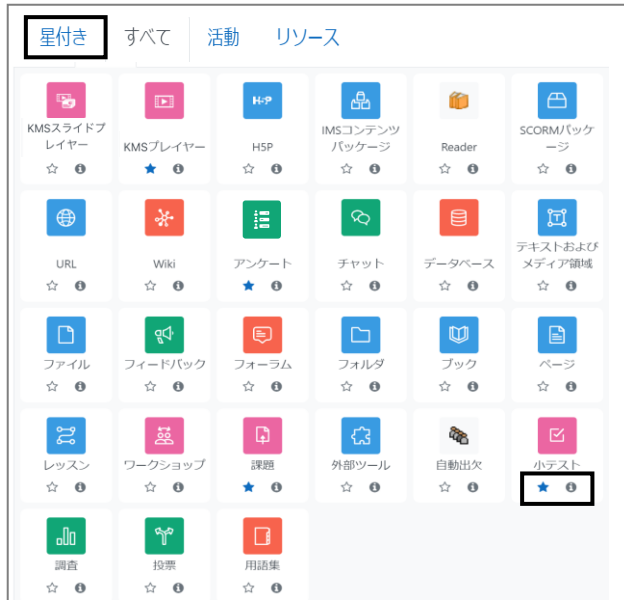 星付き すべて 活動 リソース
KMSスライドプ
レイヤー
KMSプレイヤー
H5P
H5P
IMSコンテンツ
パッケージ
Reader
SCORMパッケ
ージ
URL
Wiki
アンケート
チャット
データベース
テキストおよび
メディア領域
ファイル
フィードバック
フォーラム
フォルダ
ブック
ページ
レッスン
ワークショップ
課題
外部ツール
自動出欠
小テスト
調査
投票
用語集